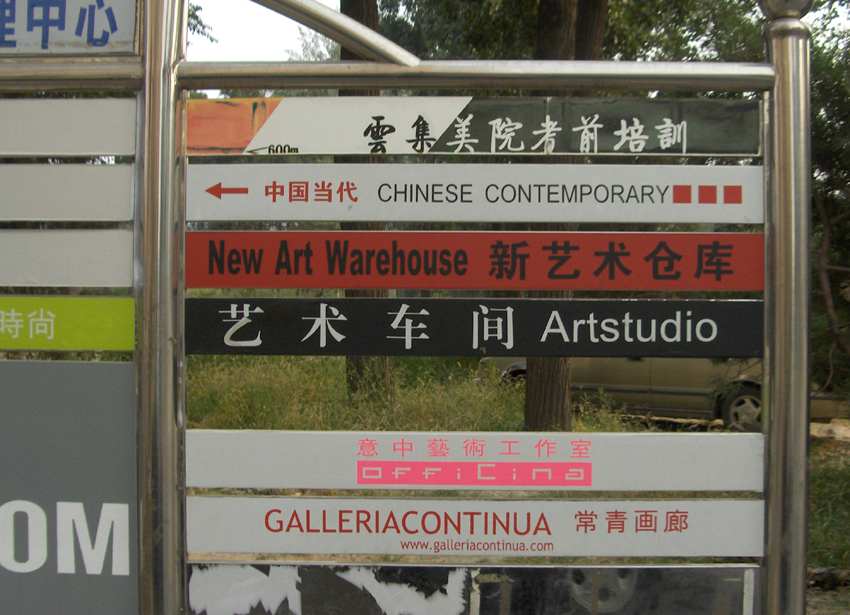 理中心
雲集美院考前培訓
600m
中国当代 CHINESE CONTEMPORARY
New Art Warehouse 新艺术仓库
時尚
艺术车间 Artstudio
意中藝術工作室
offiCina
OM
GALLERIACONTINUA 常青画廊
www.galleriacontinua.com